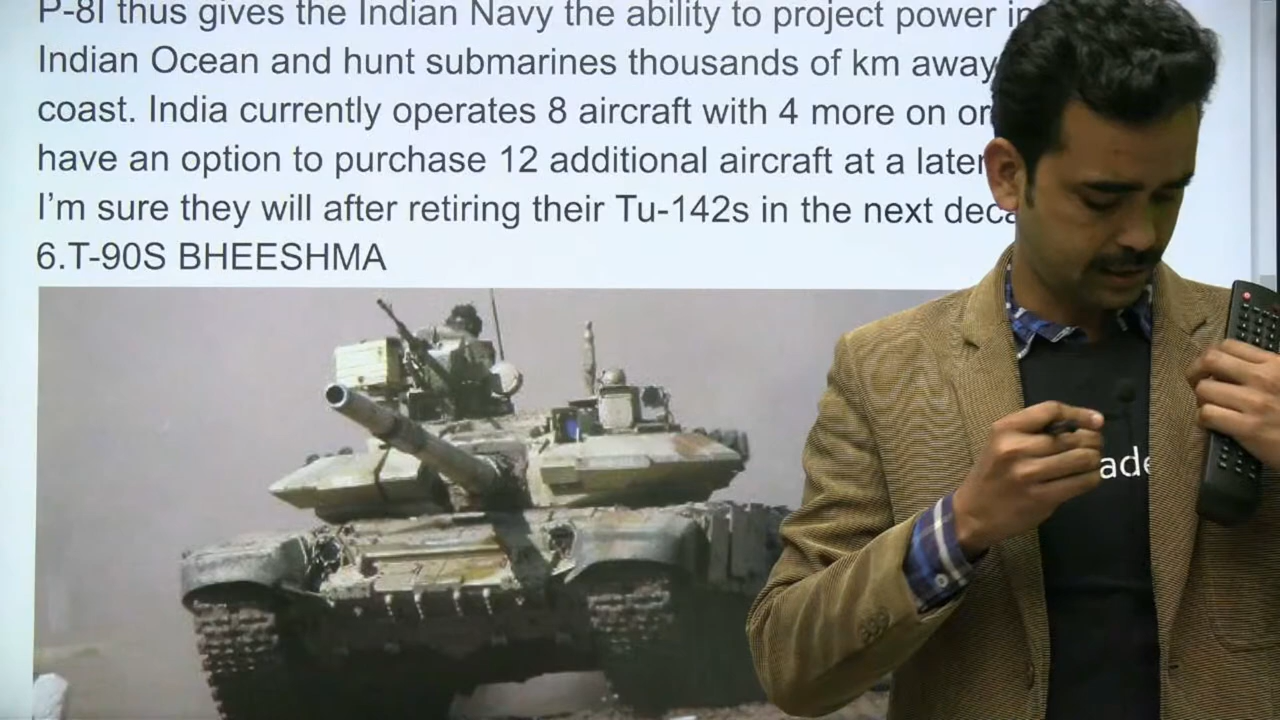 P-8I thus gives the Indian Navy the ability to project power in
Indian Ocean and hunt submarines thousands of km away
coast. India currently operates 8 aircraft with 4 more on
have an option to purchase 12 additional aircraft at a later
I'm sure they will after retiring their Tu-142s in the next
6.T-90S BHEESHMA